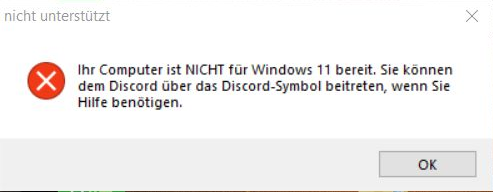 nicht unterstützt
Ihr Computer ist NICHT für Windows 11 bereit. Sie können
dem Discord über das Discord-Symbol beitreten, wenn Sie
Hilfe benötigen.
OK